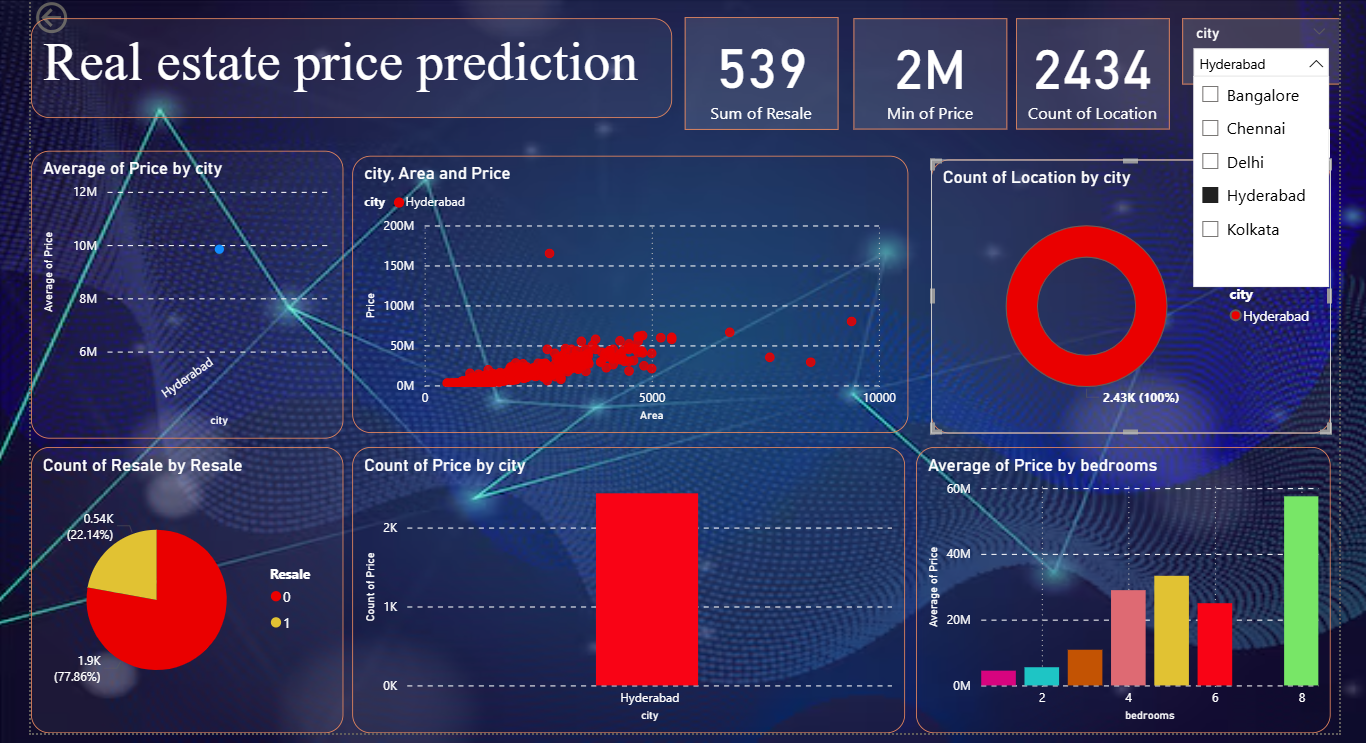 Real estate price prediction
539
Sum of Resale
2M
Min of Price
2434
Count of Location
city
Hyderabad
Bangalore
Chennai
Delhi
Hyderabad
Kolkata
Average of Price by city
12M
10M
8M
6M
Average of Price
Hyderabad
city
city, Area and Price
city Hyderabad
200M
150M
100M
50M
0M
Price
0 5000 10000
Area
Count of Location by city
city
Hyderabad
2.43K (100%)
Count of Resale by Resale
0.54K
(22.14%)
1.9K
(77.86%)
Resale
0
1
Count of Price by city
2K
1K
0K
Count of Price
Hyderabad
city
Average of Price by bedrooms
60M
40M
20M
0M
Average of Price
2 4 6 8
bedrooms